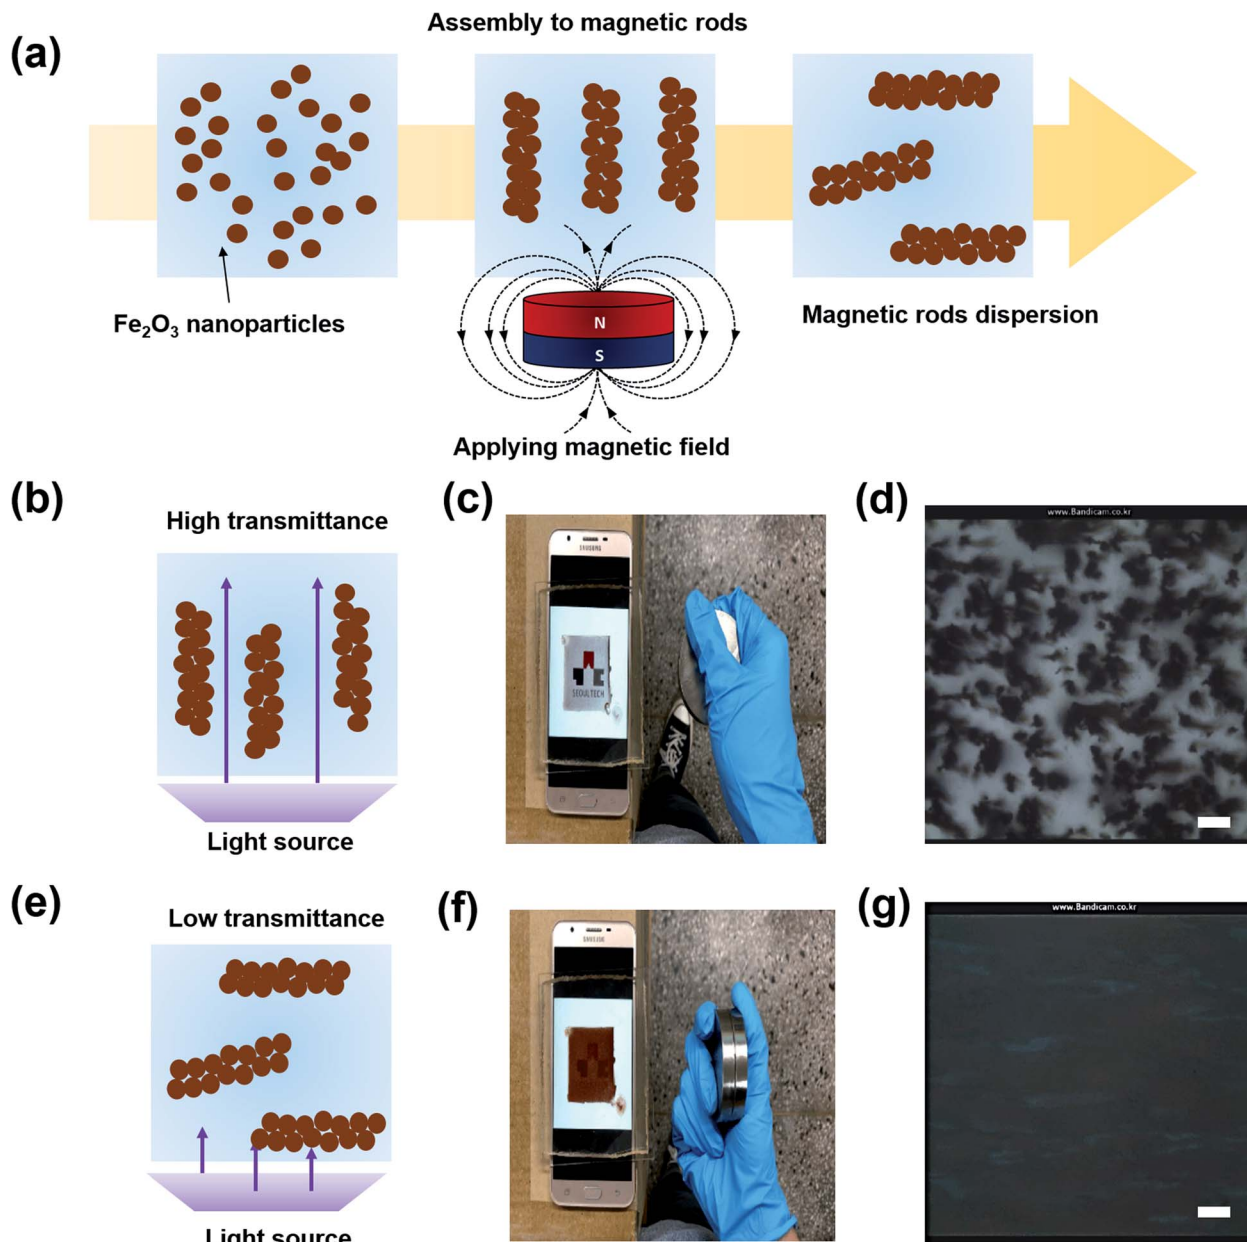 Assembly to magnetic rods
(a)
Fe₂O₃ nanoparticles
N
S
Magnetic rods dispersion
Applying magnetic field
(b)
High transmittance
Light source
(c)
SAMSUNG
SEOULTECH
(d)
www.Bandicam.co.kr
(e)
Low transmittance
Light source
(f)
SAMSUNG
(g)
www.Bandicam.co.kr